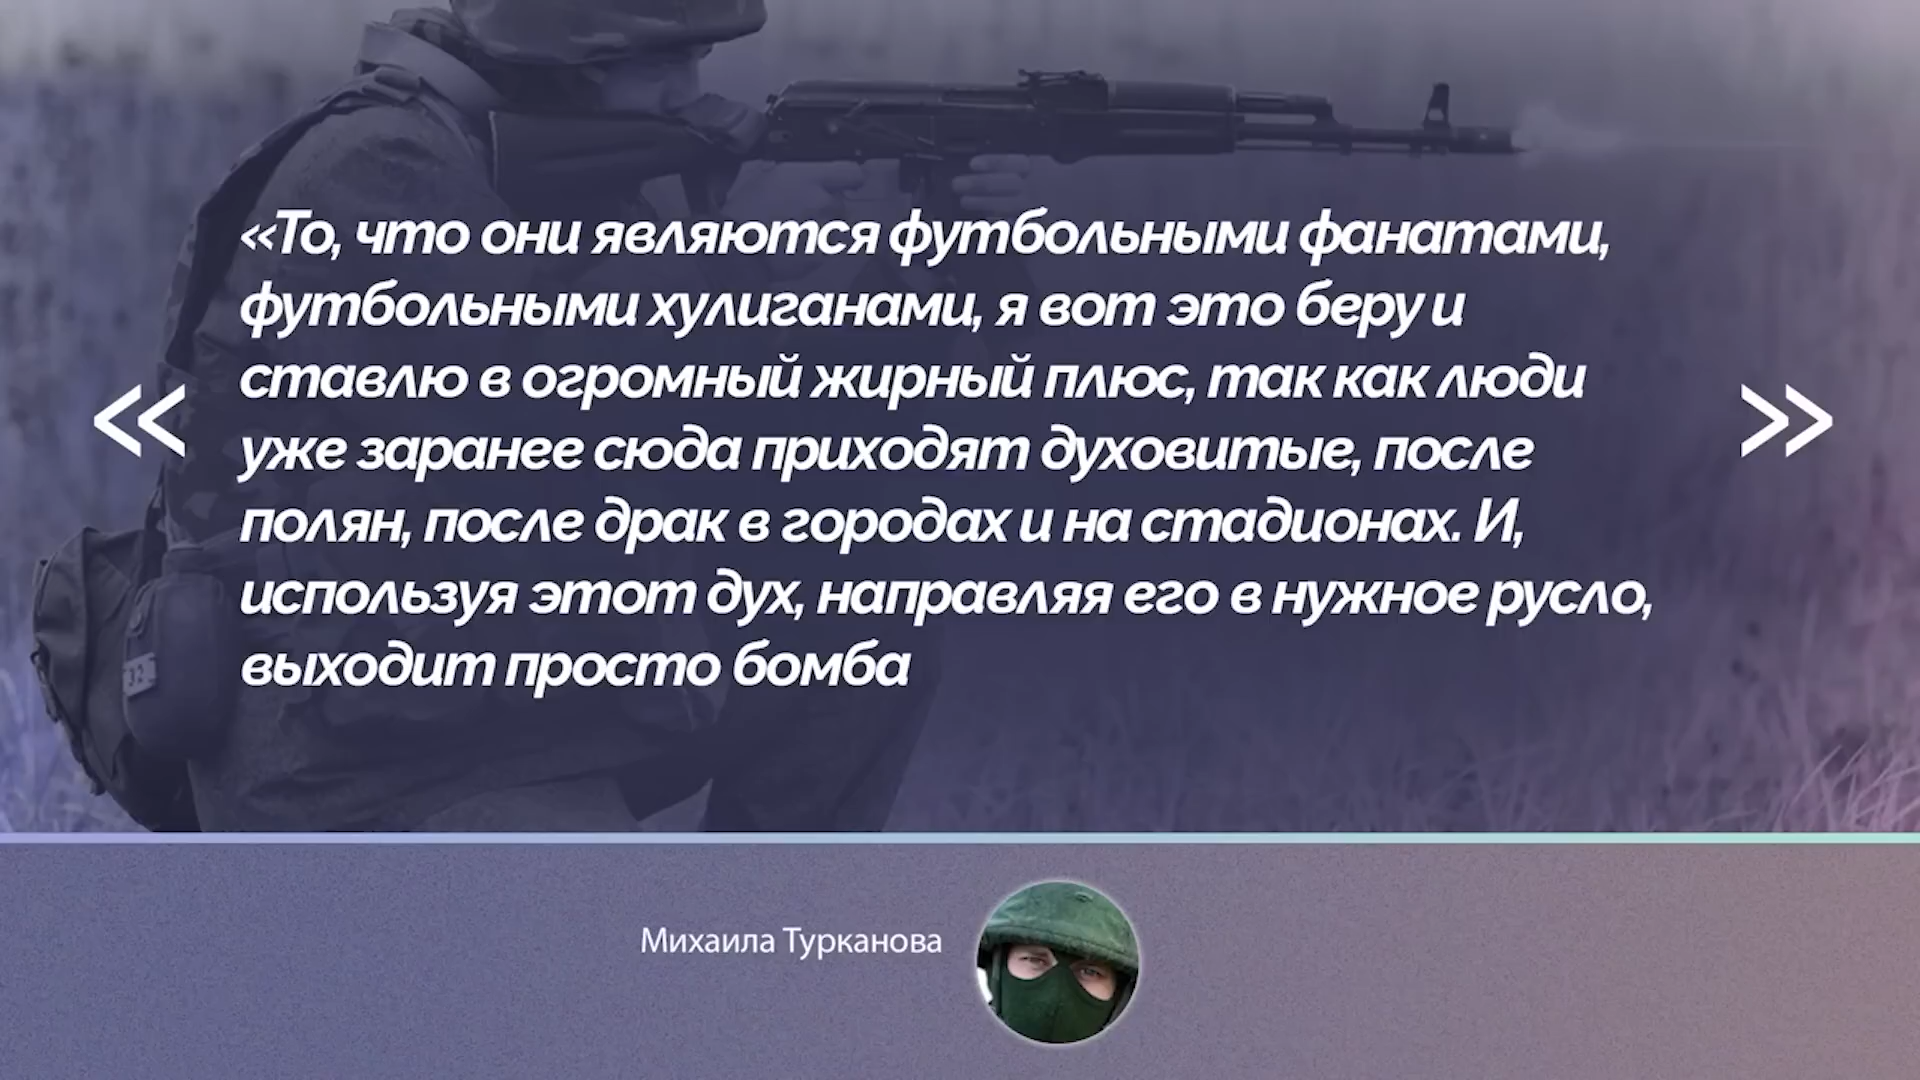 «То, что они являются футбольными фанатами,
футбольными хулиганами, я вот это беру и
ставлю в огромный жирный плюс, так как люди
« уже заранее сюда приходят духовитые, после »
полян, после драк в городах и на стадионах. И,
используя этот дух, направляя его в нужное русло,
выходит просто бомба
32
Михаила Турканова